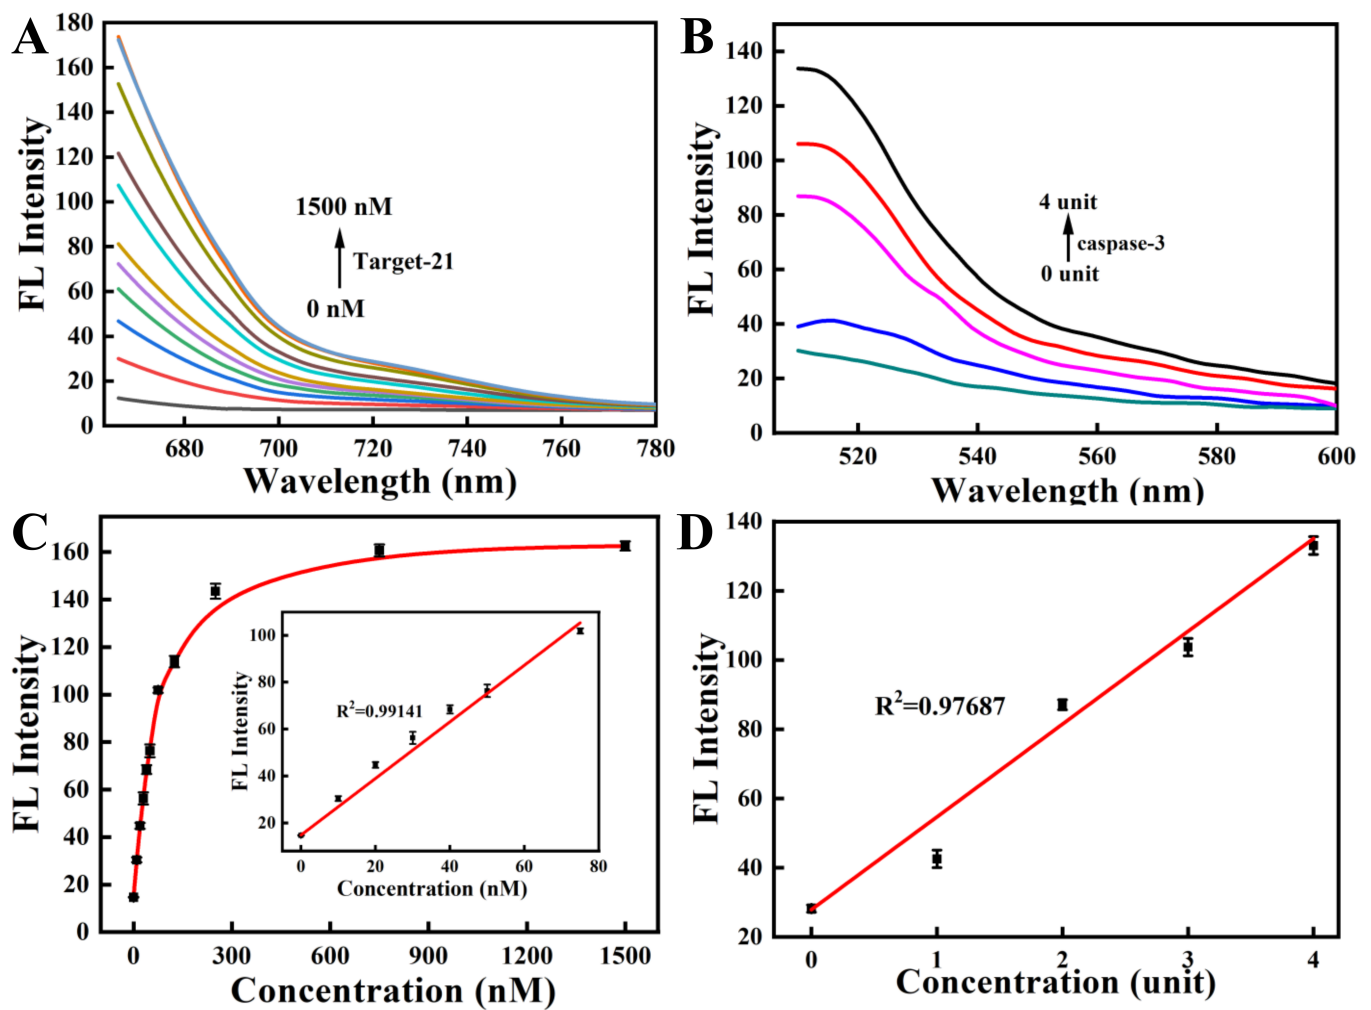 A
180
160
140
120
100
80
60
40
20
0
FL Intensity
1500 nM
Target-21
0 nM
680 700 720 740 760 780
Wavelength (nm)
B
140
120
100
80
60
40
20
0
FL Intensity
4 unit
caspase-3
0 unit
520 540 560 580 600
Wavelength (nm)
C
160
140
120
100
80
60
40
20
0
FL Intensity
0 300 600 900 1200 1500
Concentration (nM)
100
80
60
40
20
FL Intensity
R²=0.99141
0 20 40 60 80
Concentration (nM)
D
140
120
100
80
60
40
20
FL Intensity
R²=0.97687
0 1 2 3 4
Concentration (unit)